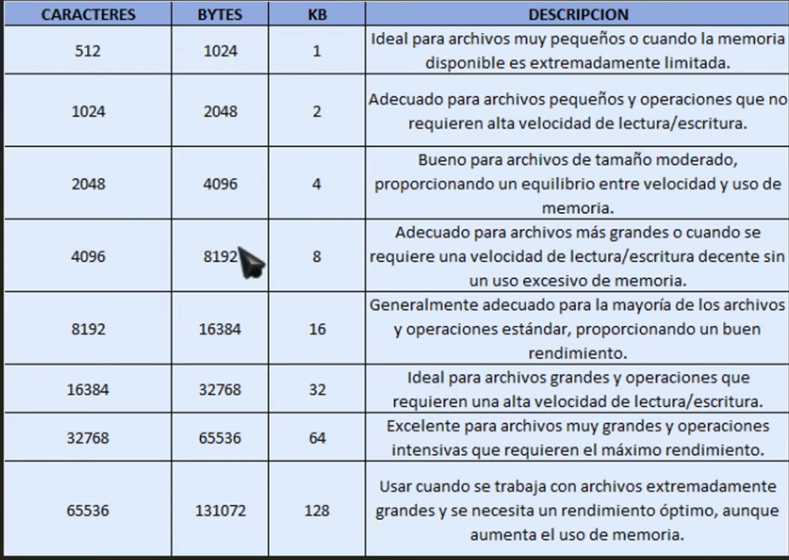 CARACTERES BYTES KB DESCRIPCION
512 1024 1 Ideal para archivos muy pequeños o cuando la memoria
disponible es extremadamente limitada.
1024 2048 2 Adecuado para archivos pequeños y operaciones que no
requieren alta velocidad de lectura/escritura.
2048 4096 4 Bueno para archivos de tamaño moderado,
proporcionando un equilibrio entre velocidad y uso de
memoria.
4096 8192 8 Adecuado para archivos más grandes o cuando se
requiere una velocidad de lectura/escritura decente sin
un uso excesivo de memoria.
8192 16384 16 Generalmente adecuado para la mayoría de los archivos
y operaciones estándar, proporcionando un buen
rendimiento.
16384 32768 32 Ideal para archivos grandes y operaciones que
requieren una alta velocidad de lectura/escritura.
32768 65536 64 Excelente para archivos muy grandes y operaciones
intensivas que requieren el máximo rendimiento.
65536 131072 128 Usar cuando se trabaja con archivos extremadamente
grandes y se necesita un rendimiento óptimo, aunque
aumenta el uso de memoria.